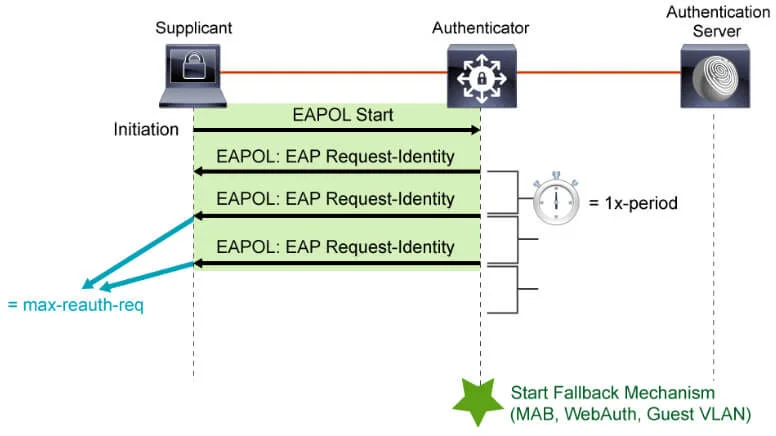 Supplicant
Authenticator
Authentication
Server
Initiation
EAPOL Start
EAPOL: EAP Request-Identity
EAPOL: EAP Request-Identity
= 1x-period
EAPOL: EAP Request-Identity
= max-reauth-req
Start Fallback Mechanism
(MAB, WebAuth, Guest VLAN)